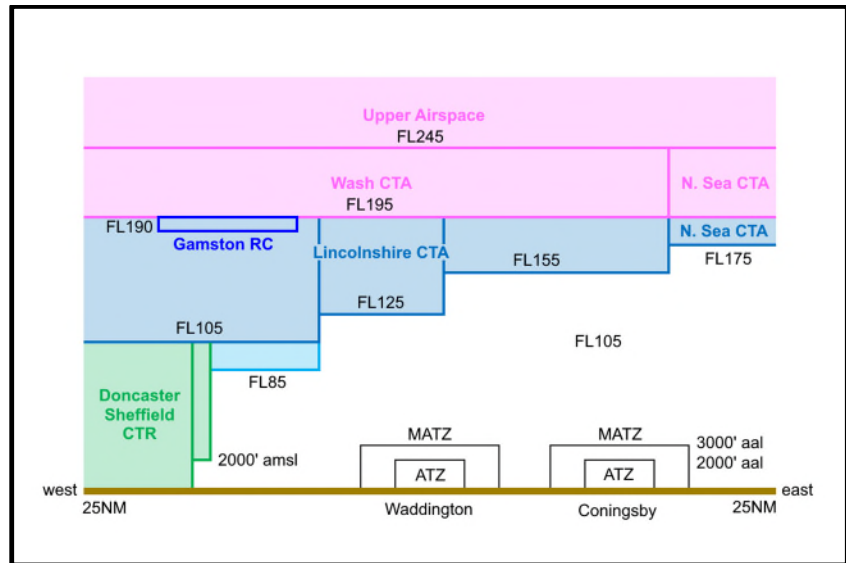 Upper Airspace
FL245
Wash CTA
N. Sea CTA
FL195
FL190
Gamston RC
Lincolnshire CTA
N. Sea CTA
FL155
FL175
FL125
FL105
FL105
FL85
Doncaster
Sheffield
CTR
2000' amsl
MATZ
MATZ
3000' aal
2000' aal
ATZ
ATZ
west
east
25NM
Waddington
Coningsby
25NM